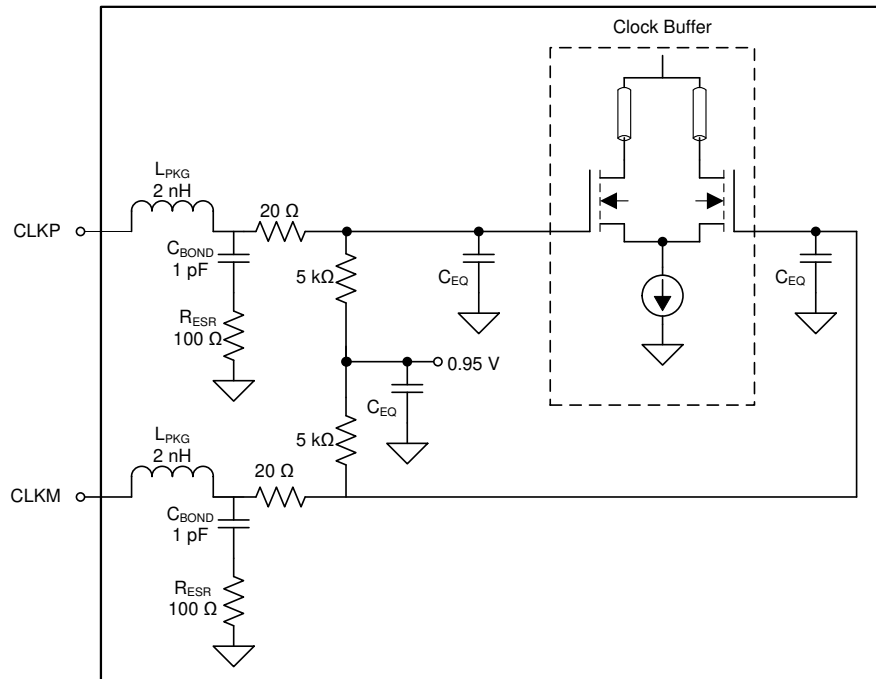 Clock Buffer
LPKG
2 nH
20 Ω
CLKP
CBOND
1 pF
5 kΩ
CEQ
CEQ
RESR
100 Ω
0.95 V
CEQ
LPKG
2 nH
5 kΩ
20 Ω
CLKM
CBOND
1 pF
RESR
100 Ω